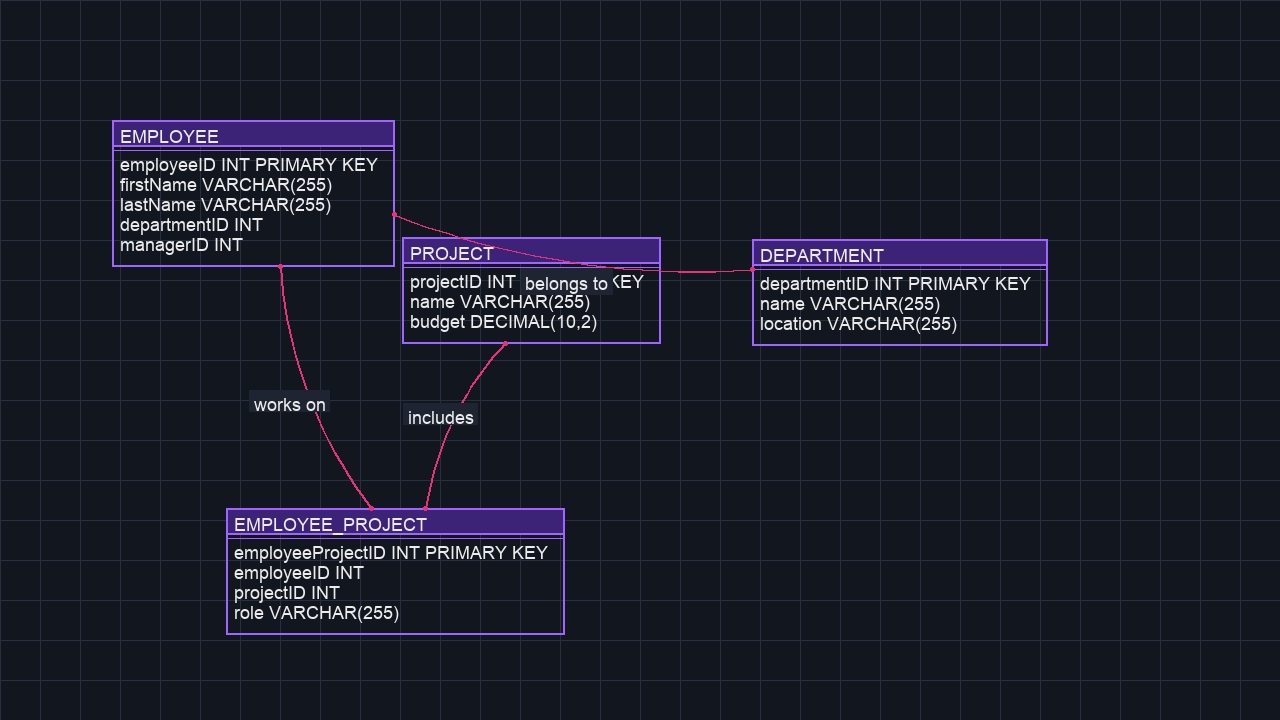 EMPLOYEE
employeeID INT PRIMARY KEY
firstName VARCHAR(255)
lastName VARCHAR(255)
departmentID INT
managerID INT
PROJECT
projectID INT KEY
name VARCHAR(255)
budget DECIMAL(10,2)
belongs to
DEPARTMENT
departmentID INT PRIMARY KEY
name VARCHAR(255)
location VARCHAR(255)
works on
includes
EMPLOYEE_PROJECT
employeeProjectID INT PRIMARY KEY
employeeID INT
projectID INT
role VARCHAR(255)